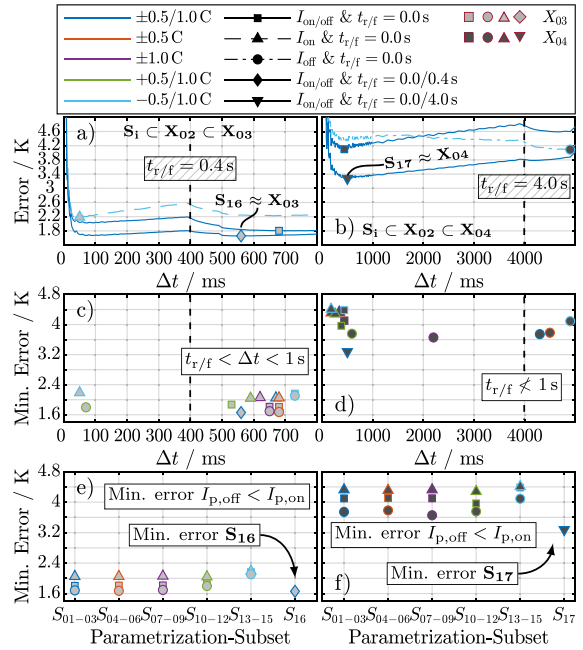 ±0.5/1.0 C
±0.5 C
±1.0 C
+0.5/1.0 C
−0.5/1.0 C
I_on/off & t_r/f = 0.0 s
I_on & t_r/f = 0.0 s
I_off & t_r/f = 0.0 s
I_on/off & t_r/f = 0.0/0.4 s
I_on/off & t_r/f = 0.0/4.0 s
X_03
X_04
a)
S_i ⊂ X_02 ⊂ X_03
t_r/f = 0.4 s
S_16 ≈ X_03
Error / K
4.6
4.2
3.8
3.4
3
2.6
2.2
1.8
0 200 400 600
Δt / ms
S_17 ≈ X_04
t_r/f = 4.0 s
b) S_i ⊂ X_02 ⊂ X_04
0 1000 2000 4000
Δt / ms
c)
t_r/f < Δt < 1 s
Min. Error / K
4.8
4
3.2
2.4
1.6
0 100 200 300 400 500 600 700
Δt / ms
t_r/f ≮ 1 s
d)
0 1000 2000 3000 4000
Δt / ms
e)
Min. error I_p,off < I_p,on
Min. error S_16
Min. Error / K
4.8
4
3.2
2.4
1.6
S_01−03 S_04−06 S_07−09 S_10−12 S_13−15 S_16
Parametrization-Subset
Min. error I_p,off < I_p,on
Min. error S_17
f)
S_01−03 S_04−06 S_07−09 S_10−12 S_13−15 S_17
Parametrization-Subset